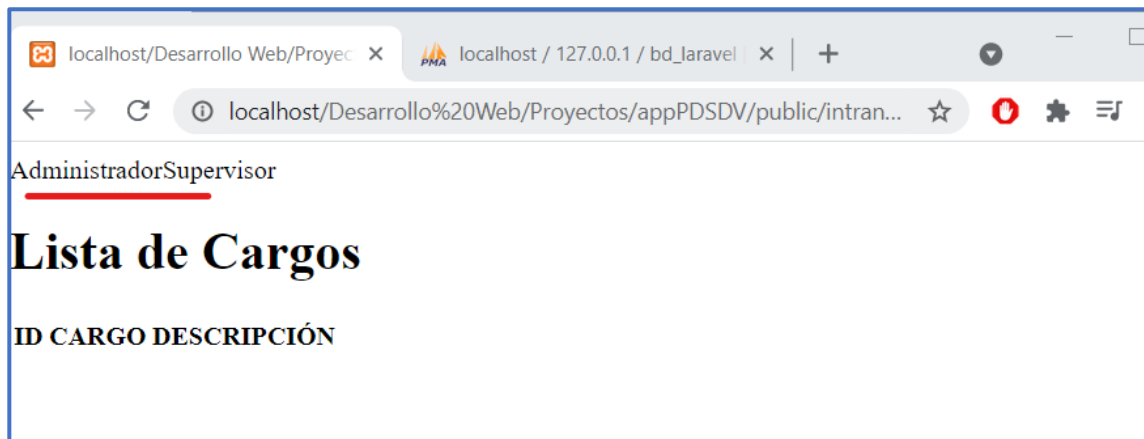 localhost/Desarrollo Web/Proyec
PMA
localhost / 127.0.0.1 / bd_laravel
localhost/Desarrollo%20Web/Proyectos/appPDSDV/public/intran...
AdministradorSupervisor
Lista de Cargos
ID CARGO DESCRIPCIÓN